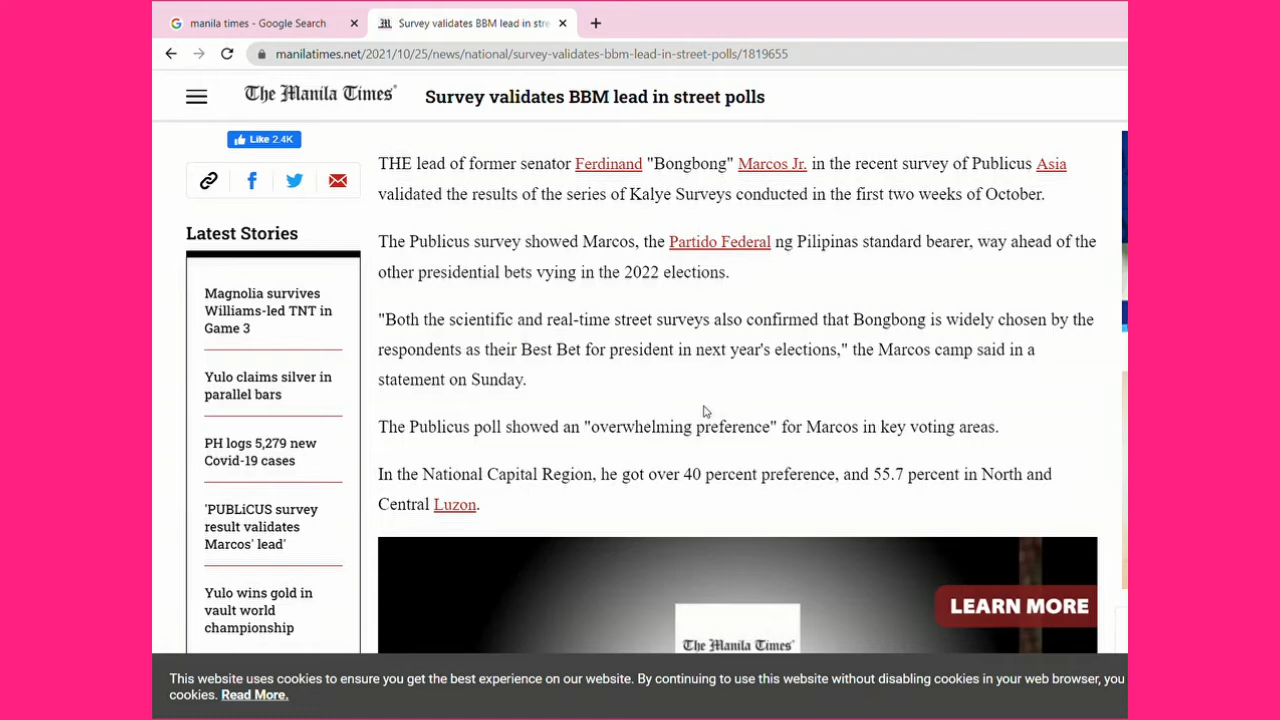 manila times - Google Search
Survey validates BBM lead in stre
manilatimes.net/2021/10/25/news/national/survey-validates-bbm-lead-in-street-polls/1819655
The Manila Times
Survey validates BBM lead in street polls
Like 2.4K
Latest Stories
Magnolia survives
Williams-led TNT in
Game 3
Yulo claims silver in
parallel bars
PH logs 5,279 new
Covid-19 cases
'PUBLiCUS survey
result validates
Marcos' lead'
Yulo wins gold in
vault world
championship
THE lead of former senator Ferdinand "Bongbong" Marcos Jr. in the recent survey of Publicus Asia
validated the results of the series of Kalye Surveys conducted in the first two weeks of October.
The Publicus survey showed Marcos, the Partido Federal ng Pilipinas standard bearer, way ahead of the
other presidential bets vying in the 2022 elections.
"Both the scientific and real-time street surveys also confirmed that Bongbong is widely chosen by the
respondents as their Best Bet for president in next year's elections," the Marcos camp said in a
statement on Sunday.
The Publicus poll showed an "overwhelming preference" for Marcos in key voting areas.
In the National Capital Region, he got over 40 percent preference, and 55.7 percent in North and
Central Luzon.
LEARN MORE
The Manila Times
This website uses cookies to ensure you get the best experience on our website. By continuing to use this website without disabling cookies in your web browser, you
cookies. Read More.